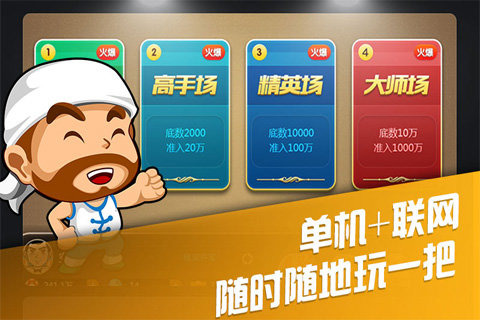 1
火爆
2
火爆
高手场
底数2000
准入20万
3
火爆
精英场
底数10000
准入100万
4
火爆
大师场
底数10万
准入1000万
单机+联网
随时随地玩一把